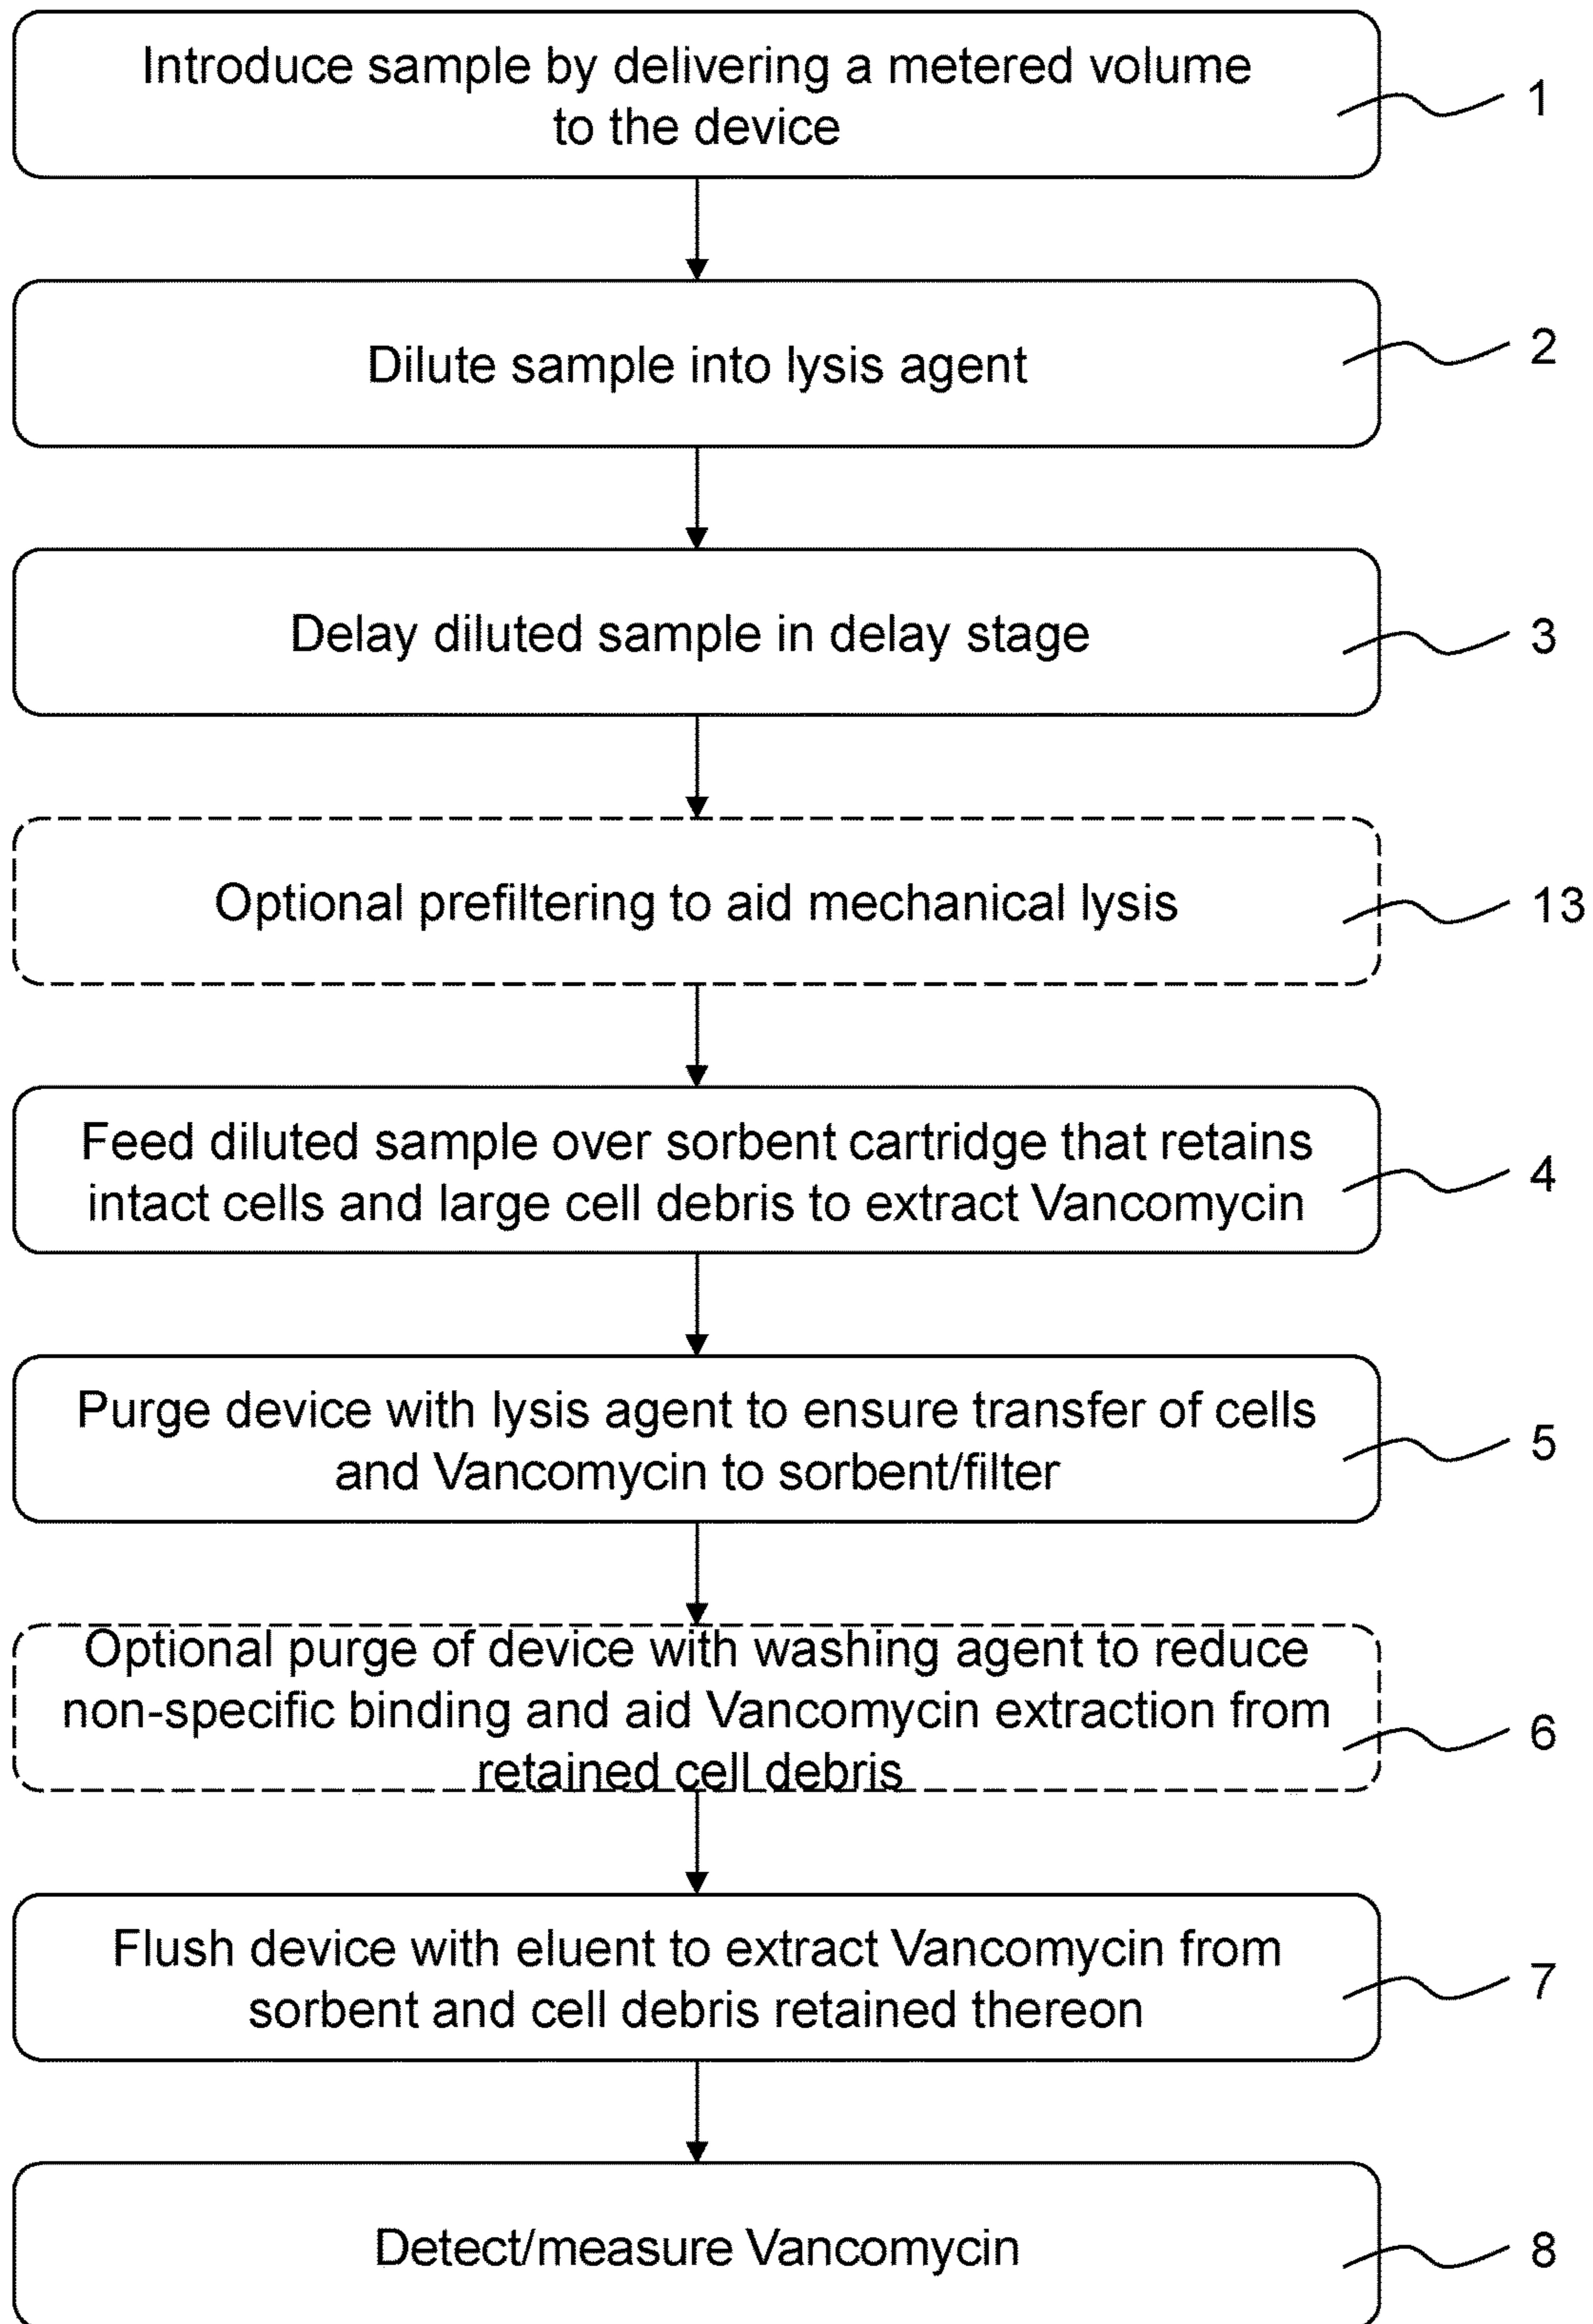 Introduce sample by delivering a metered volume
to the device
1
Dilute sample into lysis agent
2
Delay diluted sample in delay stage
3
Optional prefiltering to aid mechanical lysis
13
Feed diluted sample over sorbent cartridge that retains
intact cells and large cell debris to extract Vancomycin
4
Purge device with lysis agent to ensure transfer of cells
and Vancomycin to sorbent/filter
5
Optional purge of device with washing agent to reduce
non-specific binding and aid Vancomycin extraction from
retained cell debris
6
Flush device with eluent to extract Vancomycin from
sorbent and cell debris retained thereon
7
Detect/measure Vancomycin
8